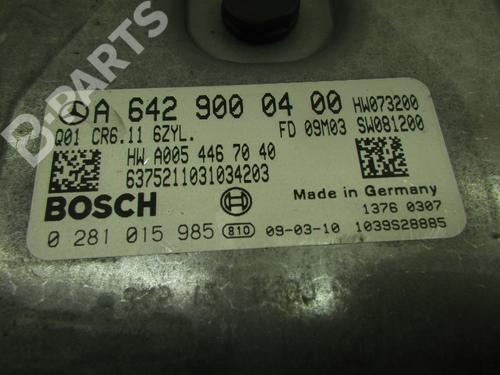 B-PARTS
A 642 900 04 00 HW073200
Q01 CR6.11 6ZYL. FD 09M03 SW081200
HW A005 446 70 40
6375211031034203
BOSCH
Made in Germany
1376 0307
0 281 015 985 810 09-03-10 1039S28885